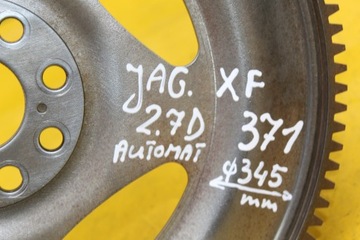 JAG. XF
2.7D 371
AUTOMAT
φ345
mm